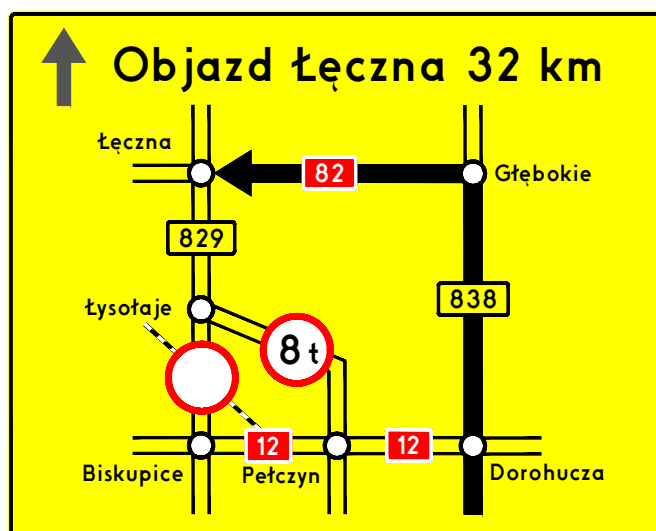 Objazd Łęczna 32 km
Łęczna
82
Głębokie
829
838
Łysołaje
8 t
12
12
Biskupice
Pełczyn
Dorohucza